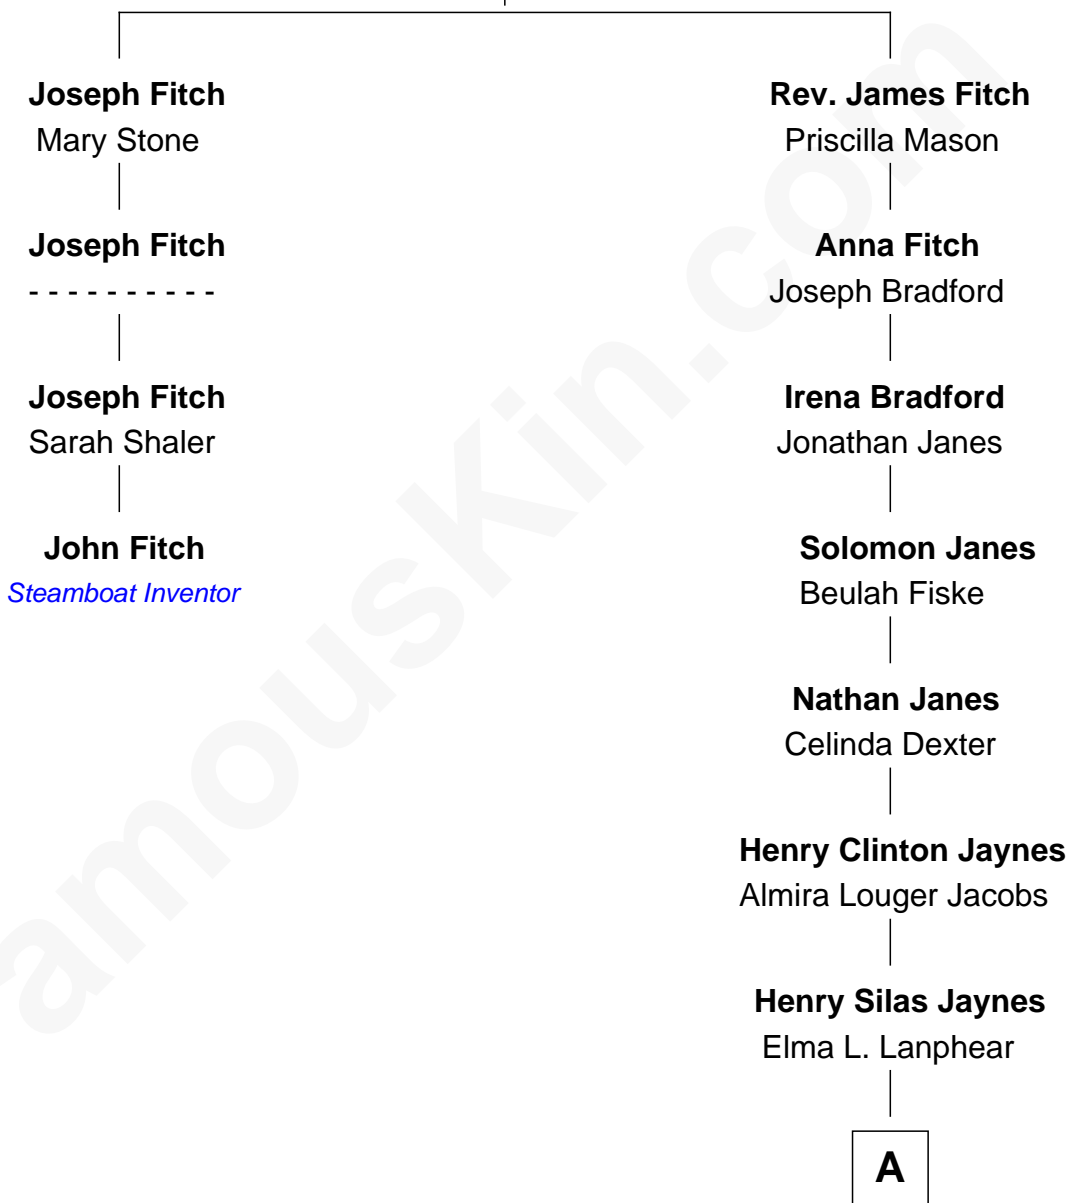 Joseph Fitch
Mary Stone
Joseph Fitch
- - - - - - - - - -
Joseph Fitch
Sarah Shaler
John Fitch
Steamboat Inventor
Rev. James Fitch
Priscilla Mason
Anna Fitch
Joseph Bradford
Irena Bradford
Jonathan Janes
Solomon Janes
Beulah Fiske
Nathan Janes
Celinda Dexter
Henry Clinton Jaynes
Almira Louger Jacobs
Henry Silas Jaynes
Elma L. Lanphear
A
amousKin.com